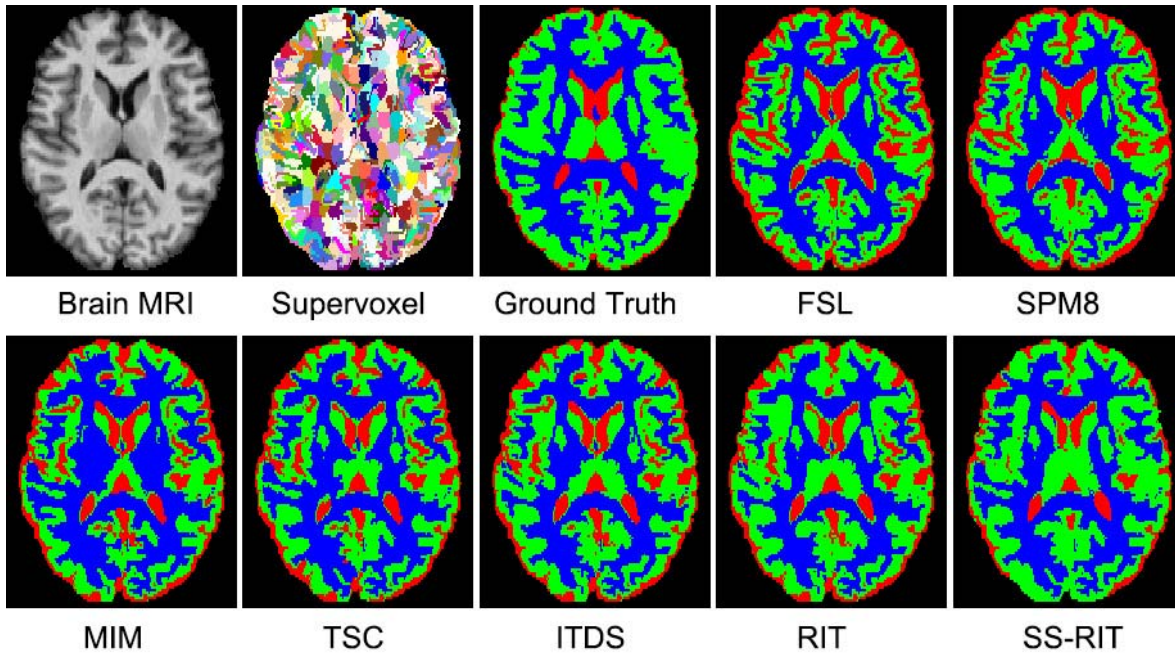 Brain MRI Supervoxel Ground Truth FSL SPM8
MIM TSC ITDS RIT SS-RIT